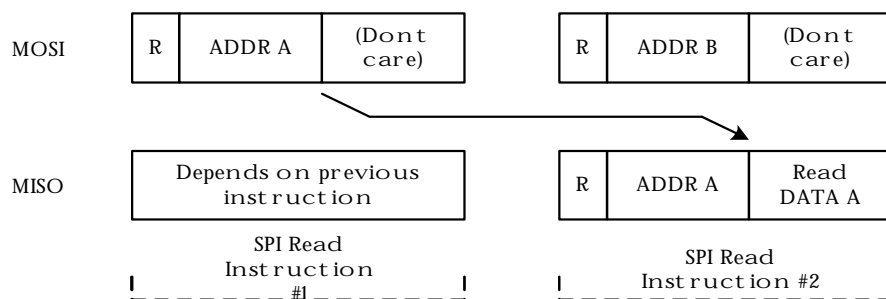 MOSI
R
ADDR A
(Dont
care)
R
ADDR B
(Dont
care)
MISO
Depends on previous
instruction
R
ADDR A
Read
DATA A
SPI Read
Instruction
#1
SPI Read
Instruction #2